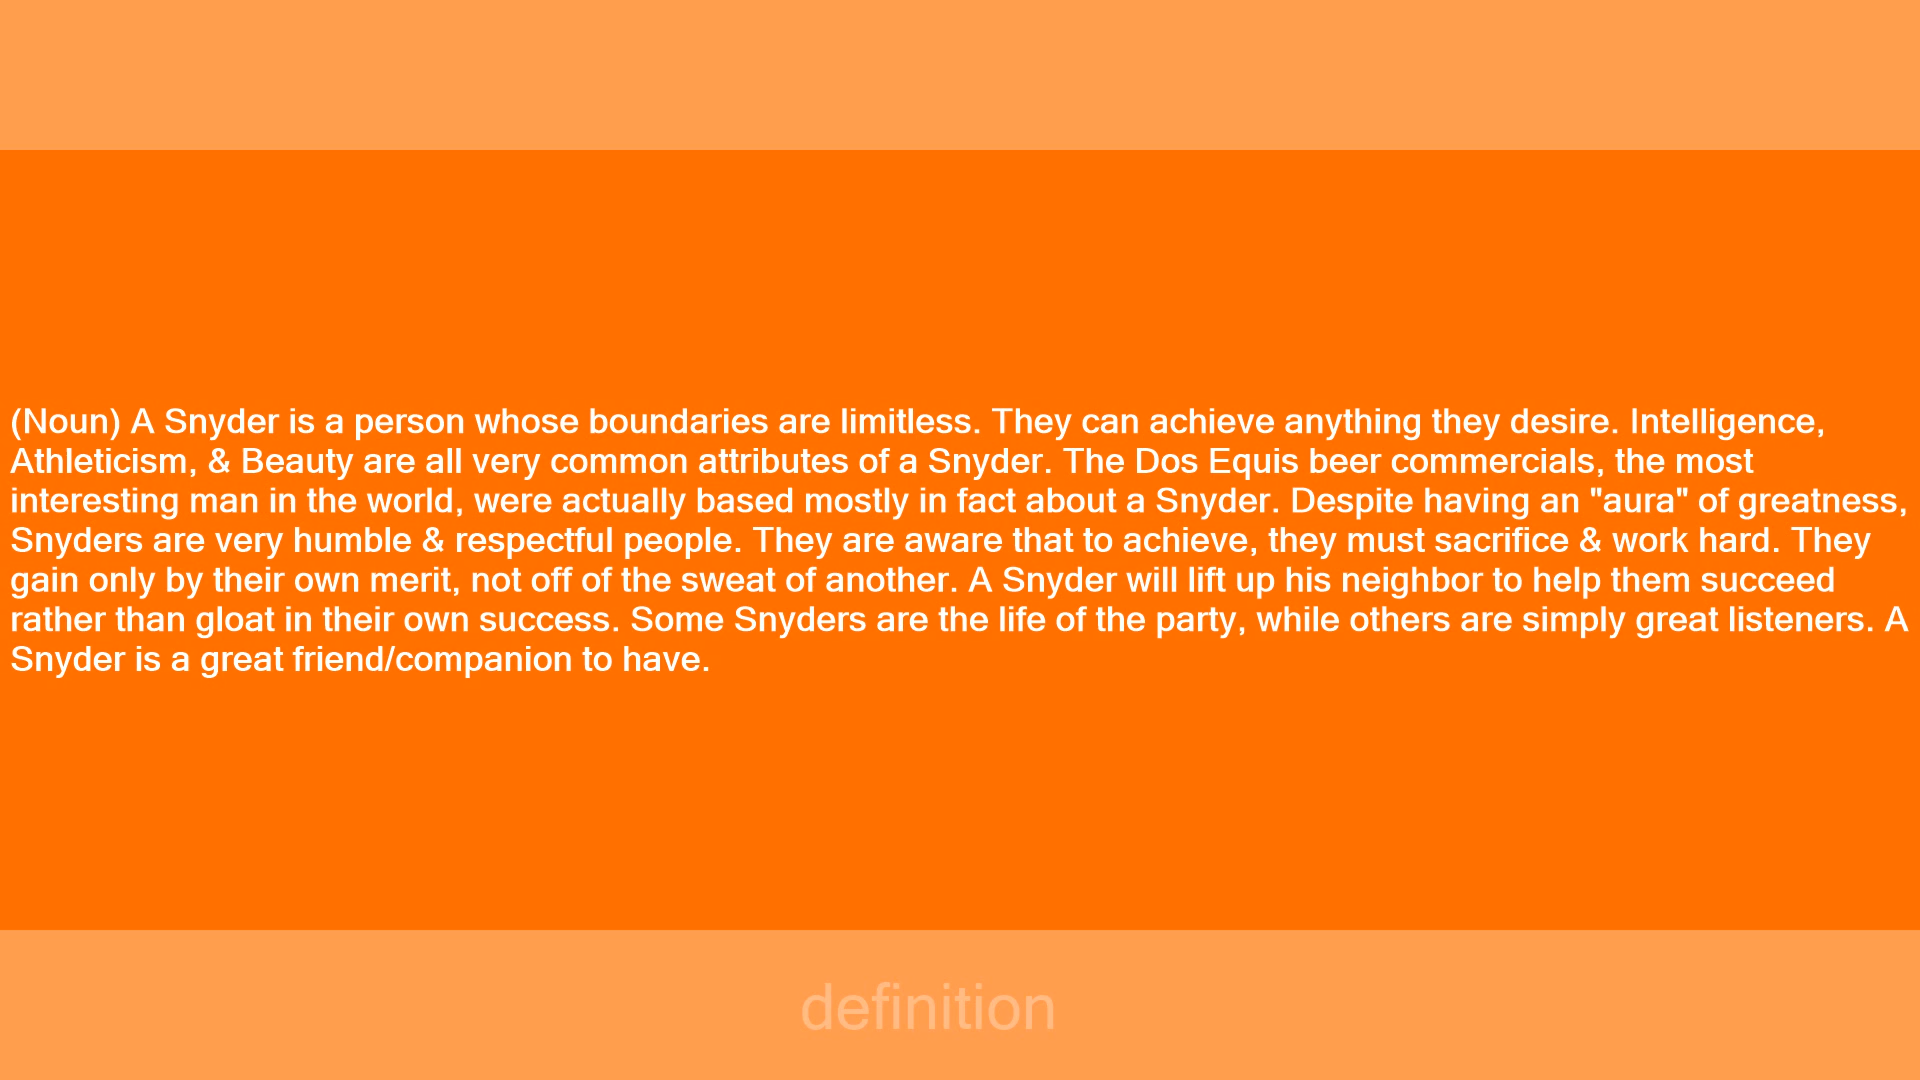 (Noun) A Snyder is a person whose boundaries are limitless. They can achieve anything they desire. Intelligence,
Athleticism, & Beauty are all very common attributes of a Snyder. The Dos Equis beer commercials, the most
interesting man in the world, were actually based mostly in fact about a Snyder. Despite having an "aura" of greatness,
Snyders are very humble & respectful people. They are aware that to achieve, they must sacrifice & work hard. They
gain only by their own merit, not off of the sweat of another. A Snyder will lift up his neighbor to help them succeed
rather than gloat in their own success. Some Snyders are the life of the party, while others are simply great listeners. A
Snyder is a great friend/companion to have.
definition